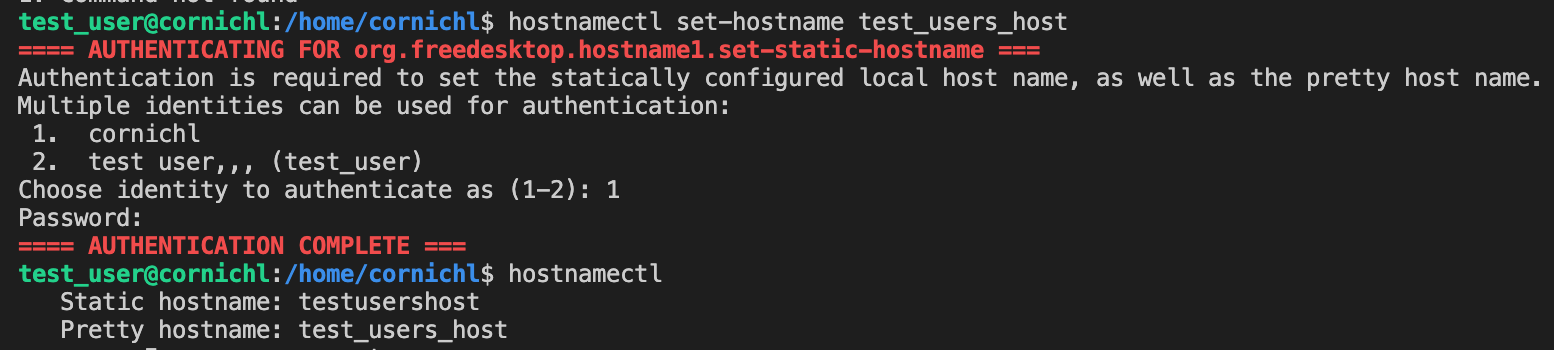 test_user@cornichl:/home/cornichl$ hostnamectl set-hostname test_users_host
==== AUTHENTICATING FOR org.freedesktop.hostname1.set-static-hostname ===
Authentication is required to set the statically configured local host name, as well as the pretty host name.
Multiple identities can be used for authentication:
 1.  cornichl
 2.  test user,,, (test_user)
Choose identity to authenticate as (1-2): 1
Password:
==== AUTHENTICATION COMPLETE ===
test_user@cornichl:/home/cornichl$ hostnamectl
   Static hostname: testusershost
   Pretty hostname: test_users_host